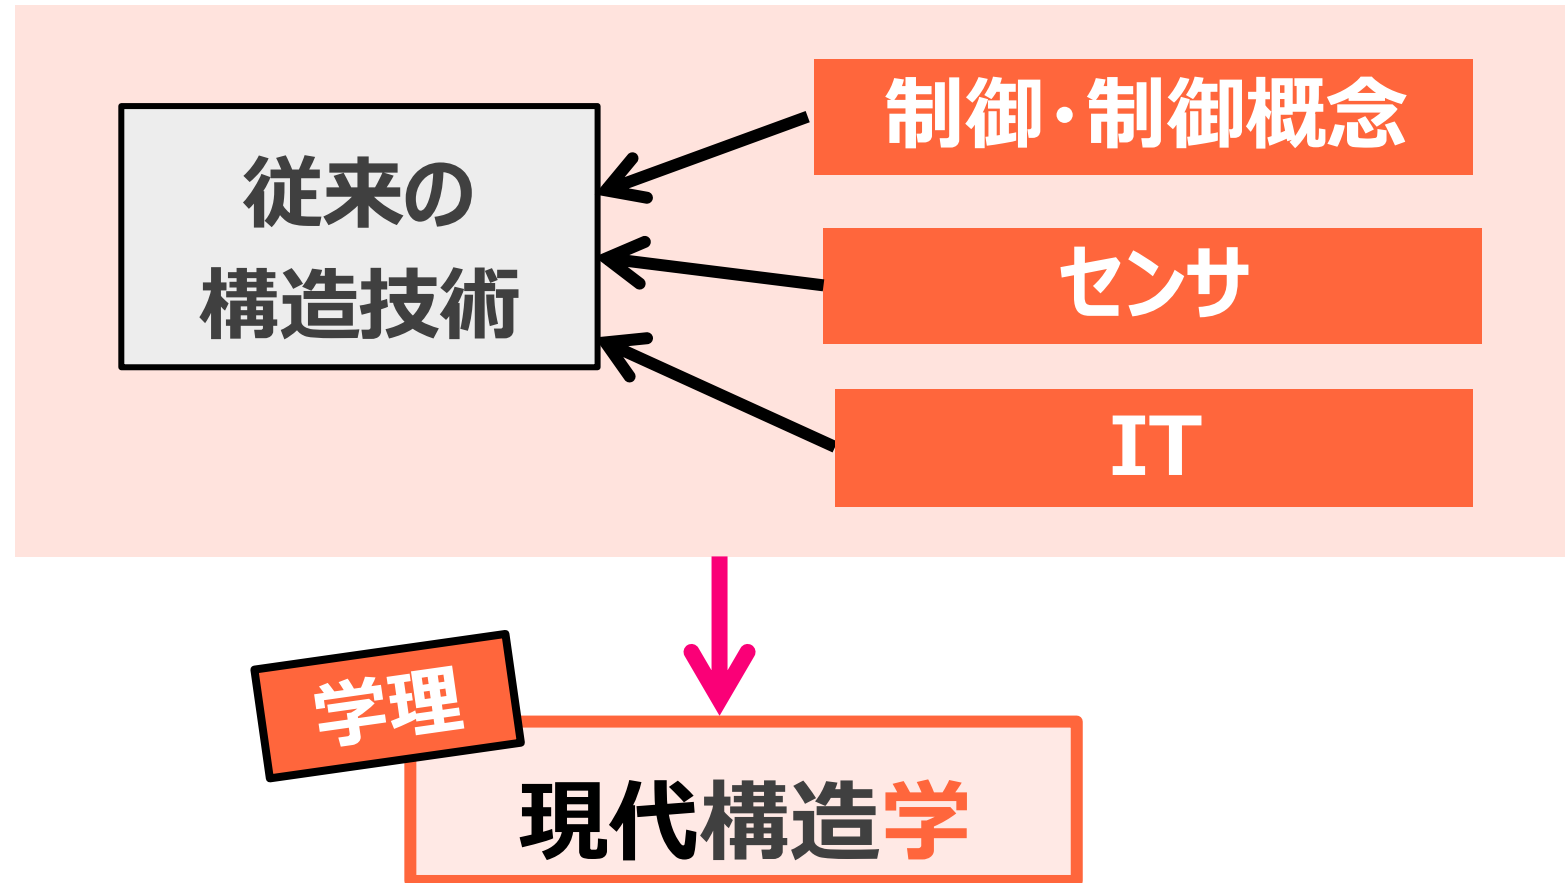 従来の
構造技術
制御・制御概念
センサ
IT
学理
現代構造学